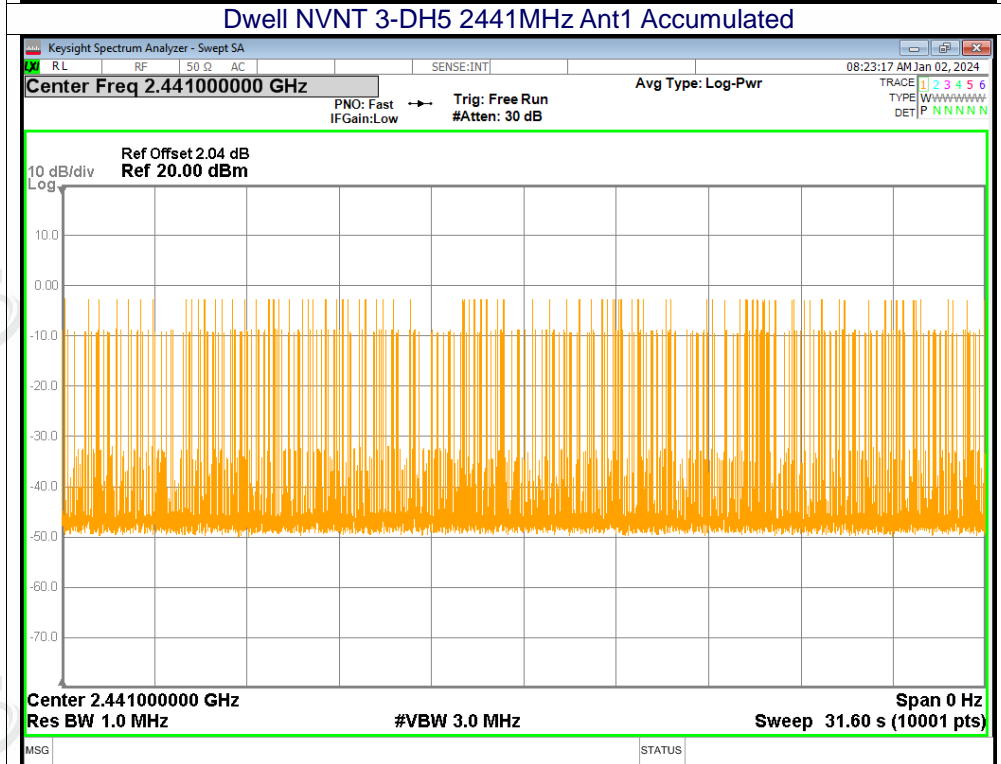 Dwell NVNT 3-DH5 2441MHz Ant1 Accumulated
Keysight Spectrum Analyzer - Swept SA
LXI RL RF 50 Ω AC SENSE:INT 08:23:17 AM Jan 02, 2024
Center Freq 2.441000000 GHz Avg Type: Log-Pwr TRACE 1 2 3 4 5 6
PNO: Fast Trig: Free Run TYPE WWWWWW
IFGain:Low #Atten: 30 dB DET P N N N N N
Ref Offset 2.04 dB
10 dB/div Ref 20.00 dBm
Log
10.0
0.00
-10.0
-20.0
-30.0
-40.0
-50.0
-60.0
-70.0
Center 2.441000000 GHz Span 0 Hz
Res BW 1.0 MHz #VBW 3.0 MHz Sweep 31.60 s (10001 pts)
MSG STATUS